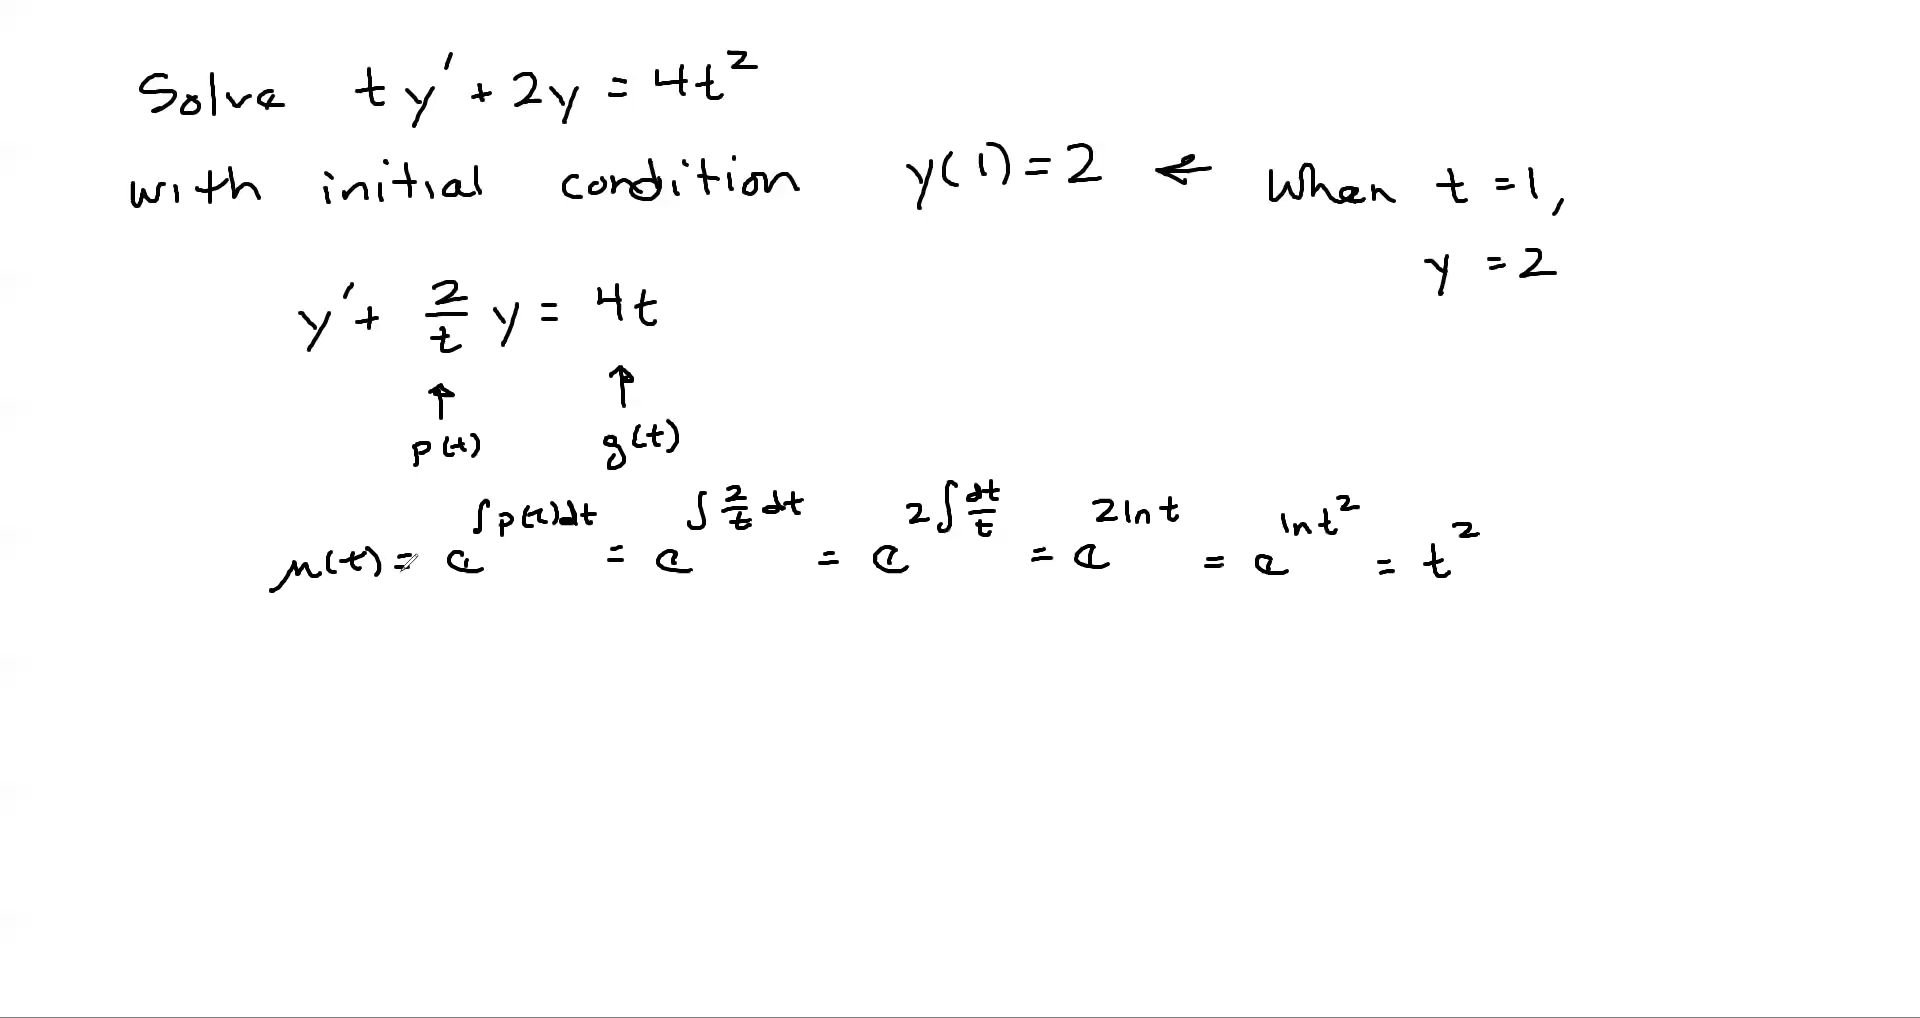 Solve ty' + 2y = 4t²
with initial condition y(1) = 2 ← when t = 1,
y = 2
y' + 2/t y = 4t
↑ ↑
p(t) g(t)
μ(t) = e^∫p(t)dt = e^∫2/t dt = e^2∫dt/t = e^2ln t = e^ln t² = t²